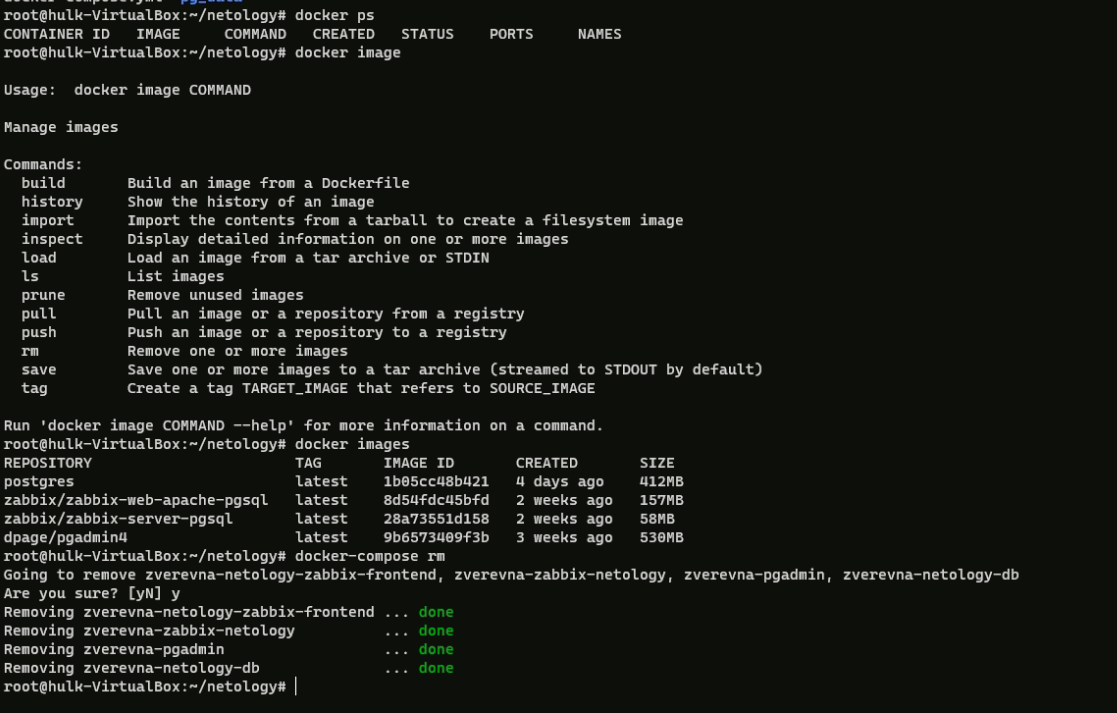 docker-compose.yml  pg_data
root@hulk-VirtualBox:~/netology# docker ps
CONTAINER ID   IMAGE     COMMAND   CREATED   STATUS    PORTS     NAMES
root@hulk-VirtualBox:~/netology# docker image
Usage:  docker image COMMAND
Manage images
Commands:
  build       Build an image from a Dockerfile
  history     Show the history of an image
  import      Import the contents from a tarball to create a filesystem image
  inspect     Display detailed information on one or more images
  load        Load an image from a tar archive or STDIN
  ls          List images
  prune       Remove unused images
  pull        Pull an image or a repository from a registry
  push        Push an image or a repository to a registry
  rm          Remove one or more images
  save        Save one or more images to a tar archive (streamed to STDOUT by default)
  tag         Create a tag TARGET_IMAGE that refers to SOURCE_IMAGE
Run 'docker image COMMAND --help' for more information on a command.
root@hulk-VirtualBox:~/netology# docker images
REPOSITORY                       TAG       IMAGE ID       CREATED       SIZE
postgres                         latest    1b05cc48b421   4 days ago    412MB
zabbix/zabbix-web-apache-pgsql   latest    8d54fdc45bfd   2 weeks ago   157MB
zabbix/zabbix-server-pgsql       latest    28a73551d158   2 weeks ago   58MB
dpage/pgadmin4                   latest    9b6573409f3b   3 weeks ago   530MB
root@hulk-VirtualBox:~/netology# docker-compose rm
Going to remove zverevna-netology-zabbix-frontend, zverevna-zabbix-netology, zverevna-pgadmin, zverevna-netology-db
Are you sure? [yN] y
Removing zverevna-netology-zabbix-frontend ... done
Removing zverevna-zabbix-netology          ... done
Removing zverevna-pgadmin                  ... done
Removing zverevna-netology-db              ... done
root@hulk-VirtualBox:~/netology#